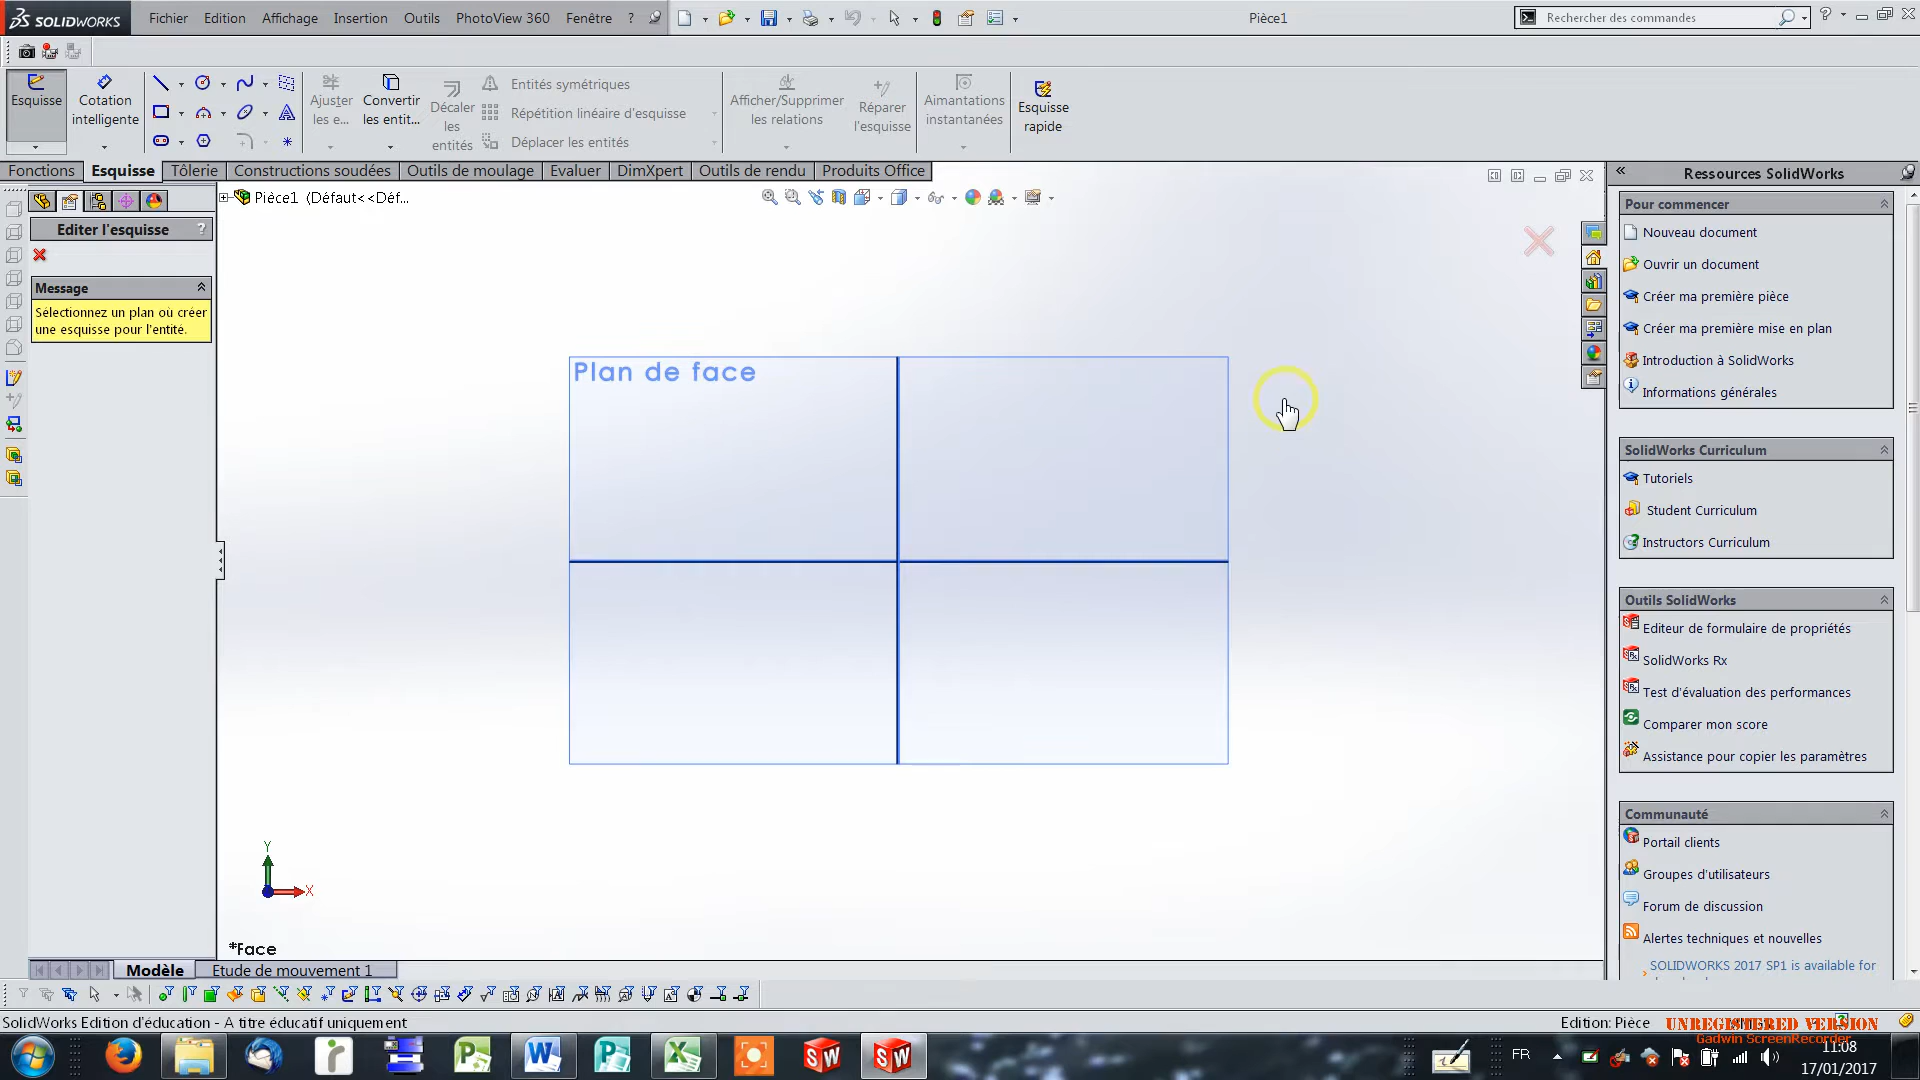 SOLIDWORKS Fichier Edition Affichage Insertion Outils PhotoView 360 Fenêtre ? Pièce1 Rechercher des commandes
Esquisse
Cotation intelligente
Ajuster les e...
Convertir les entit...
Décaler les entités
Entités symétriques
Répétition linéaire d'esquisse
Déplacer les entités
Afficher/Supprimer les relations
Réparer l'esquisse
Aimantations instantanées
Esquisse rapide
Fonctions Esquisse Tôlerie Constructions soudées Outils de moulage Evaluer DimXpert Outils de rendu Produits Office
Pièce1 (Défaut<<Déf...
Editer l'esquisse ?
Message
Sélectionnez un plan où créer
une esquisse pour l'entité.
Plan de face
Y
X
*Face
Ressources SolidWorks
Pour commencer
Nouveau document
Ouvrir un document
Créer ma première pièce
Créer ma première mise en plan
Introduction à SolidWorks
Informations générales
SolidWorks Curriculum
Tutoriels
Student Curriculum
Instructors Curriculum
Outils SolidWorks
Editeur de formulaire de propriétés
SolidWorks Rx
Test d'évaluation des performances
Comparer mon score
Assistance pour copier les paramètres
Communauté
Portail clients
Groupes d'utilisateurs
Forum de discussion
Alertes techniques et nouvelles
SOLIDWORKS 2017 SP1 is available for
Modèle Etude de mouvement 1
SolidWorks Edition d'éducation - A titre éducatif uniquement
Edition: Pièce
UNREGISTERED VERSION
Gadwin ScreenRecorder
FR
11:08
17/01/2017